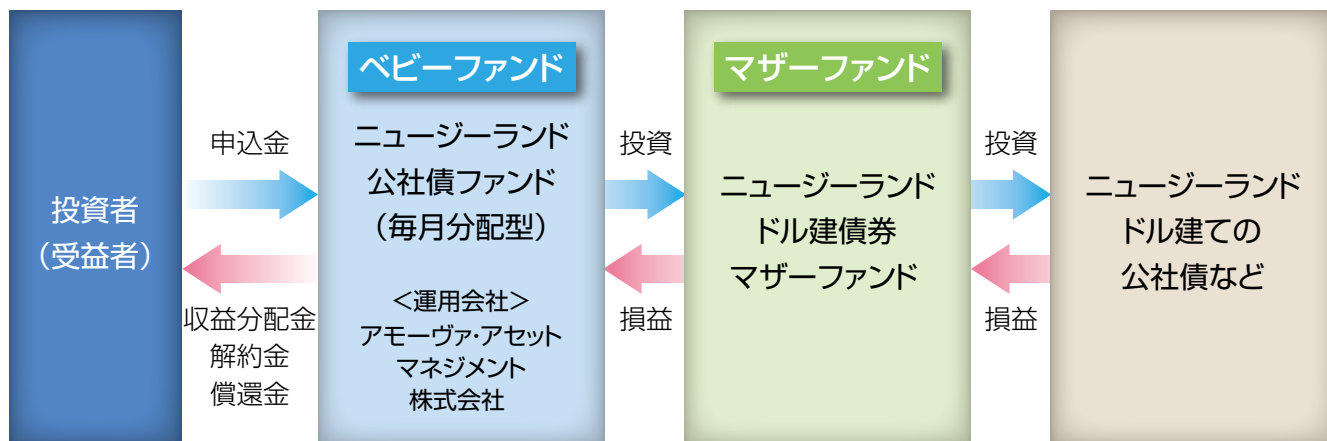 投資者
（受益者）
申込金
収益分配金
解約金
償還金
ベビーファンド
ニュージーランド
公社債ファンド
（毎月分配型）
＜運用会社＞
アモーヴァ・アセット
マネジメント
株式会社
投資
損益
マザーファンド
ニュージーランド
ドル建債券
マザーファンド
投資
損益
ニュージーランド
ドル建ての
公社債など